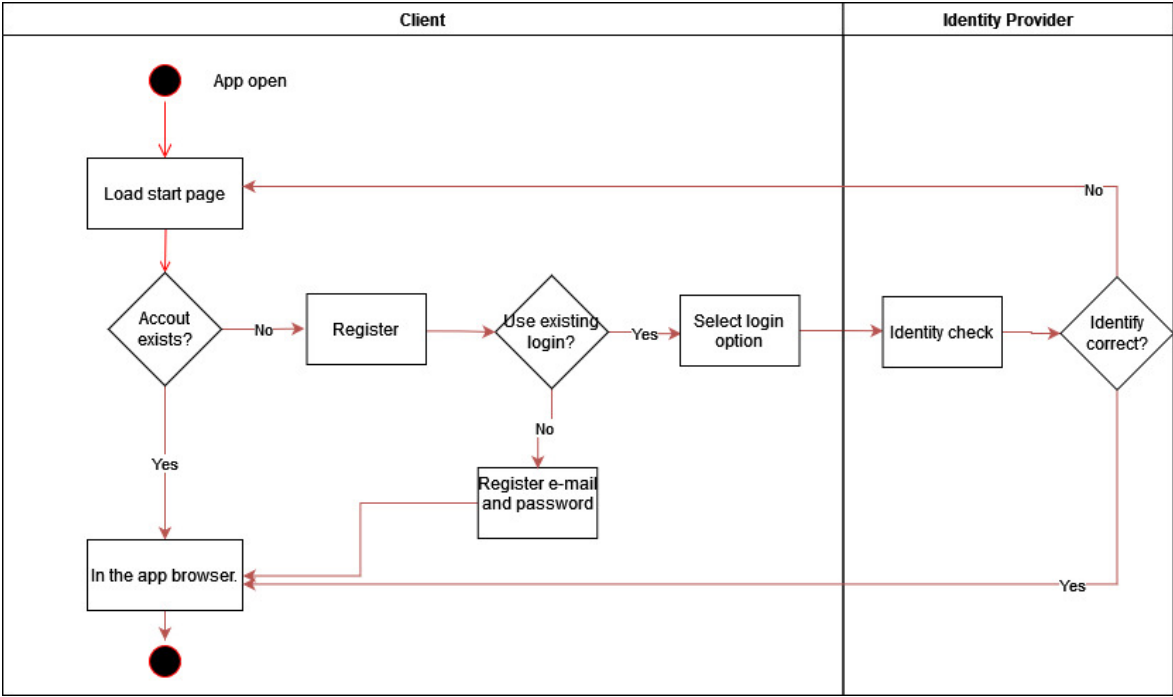 Client
Identity Provider
App open
Load start page
No
Accout
exists?
No
Register
Use existing
login?
Yes
Select login
option
Identity check
Identify
correct?
No
Yes
Register e-mail
and password
In the app browser.
Yes